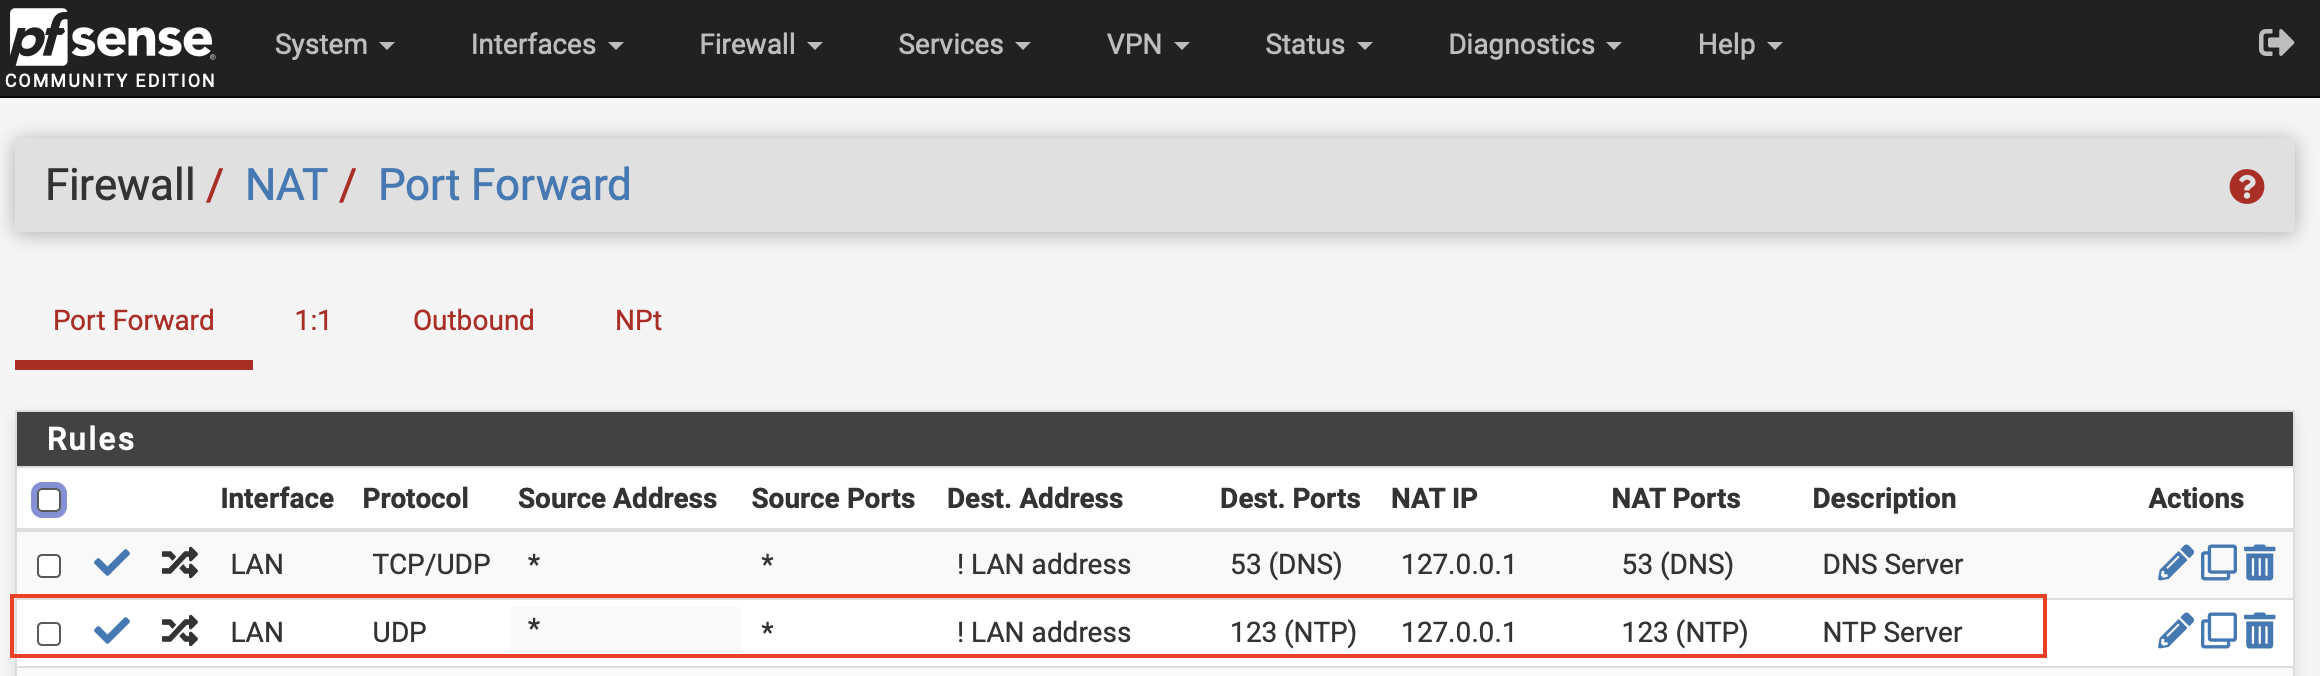 pfsense
COMMUNITY EDITION
System Interfaces Firewall Services VPN Status Diagnostics Help
Firewall / NAT / Port Forward
Port Forward 1:1 Outbound NPt
Rules
Interface Protocol Source Address Source Ports Dest. Address Dest. Ports NAT IP NAT Ports Description Actions
LAN TCP/UDP * * ! LAN address 53 (DNS) 127.0.0.1 53 (DNS) DNS Server
LAN UDP * * ! LAN address 123 (NTP) 127.0.0.1 123 (NTP) NTP Server